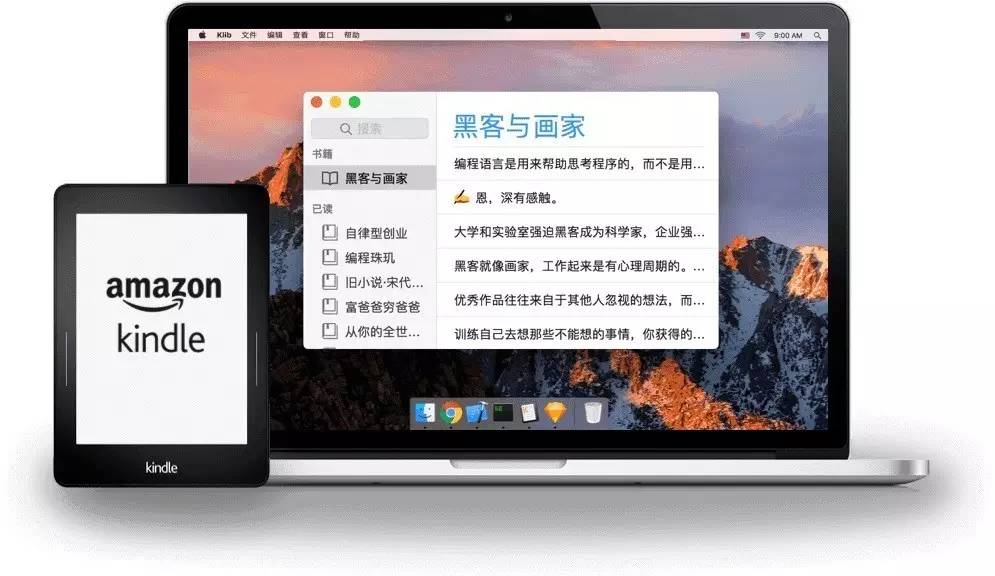 Klib 文件 编辑 查看 窗口 帮助
9:00 AM
搜索
书籍
黑客与画家
已读
自律型创业
编程珠玑
旧小说·宋代...
富爸爸穷爸爸
从你的全世...
黑客与画家
编程语言是用来帮助思考程序的，而不是用...
恩，深有感触。
大学和实验室强迫黑客成为科学家，企业强...
黑客就像画家，工作起来是有心理周期的。...
优秀作品往往来自于其他人忽视的想法，而...
训练自己去想那些不能想的事情，你获得的...
amazon
kindle
kindle